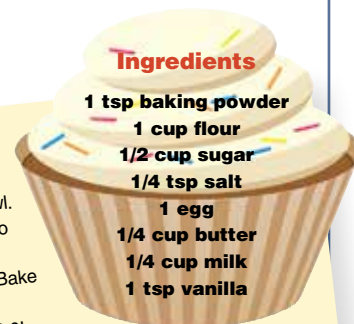 Ingredients
1 tsp baking powder
1 cup flour
1/2 cup sugar
1/4 tsp salt
1 egg
1/4 cup butter
1/4 cup milk
1 tsp vanilla
Bake